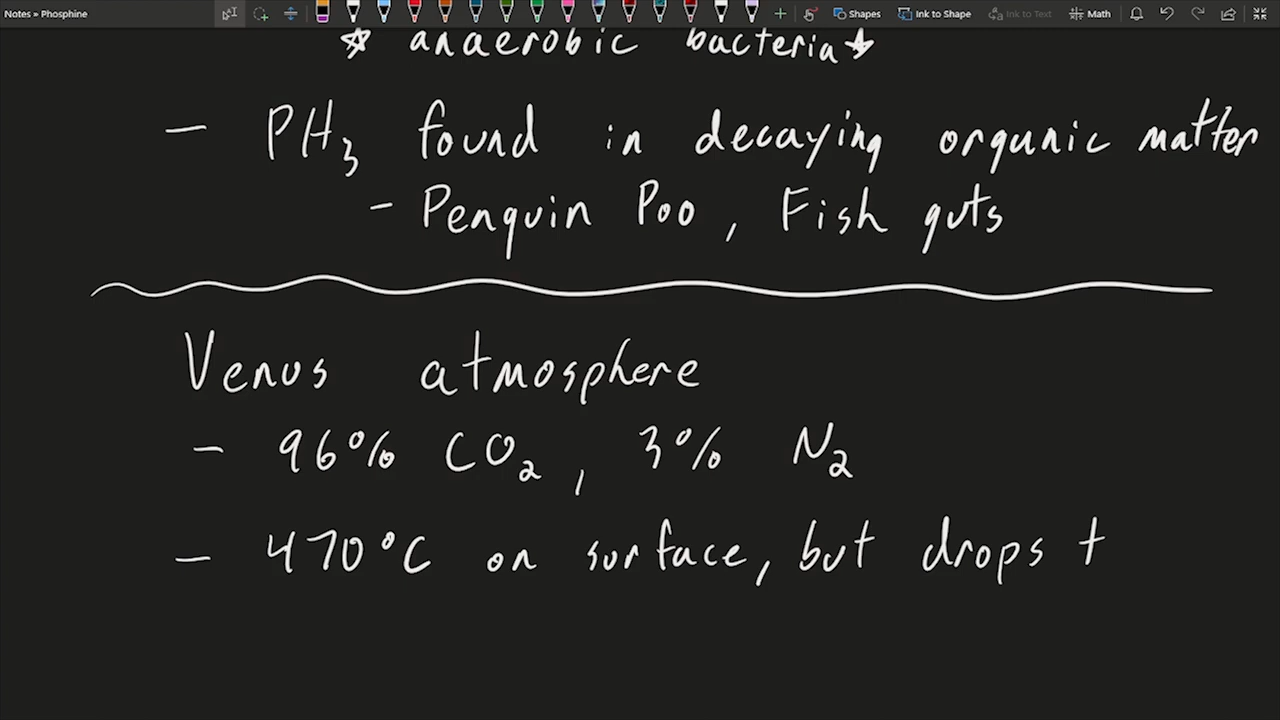 Notes » Phosphine Shapes Ink to Shape Ink to Text Math
☆ anaerobic bacteria ☆
— PH₃ found in decaying organic matter
- Penguin Poo, Fish guts
Venus atmosphere
— 96% CO₂, 3% N₂
— 470°C on surface, but drops t